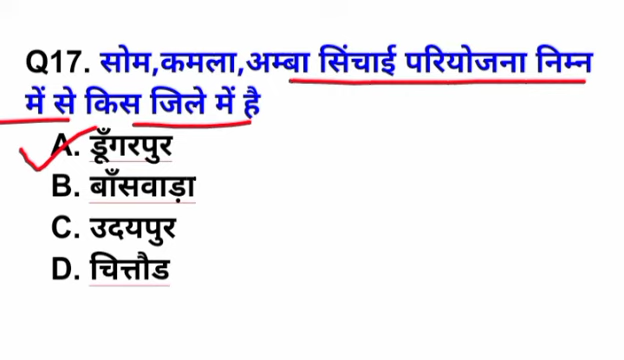 Q17. सोम,कमला,अम्बा सिंचाई परियोजना निम्न
में से किस जिले में है
A. डूँगरपुर
B. बाँसवाड़ा
C. उदयपुर
D. चित्तौड